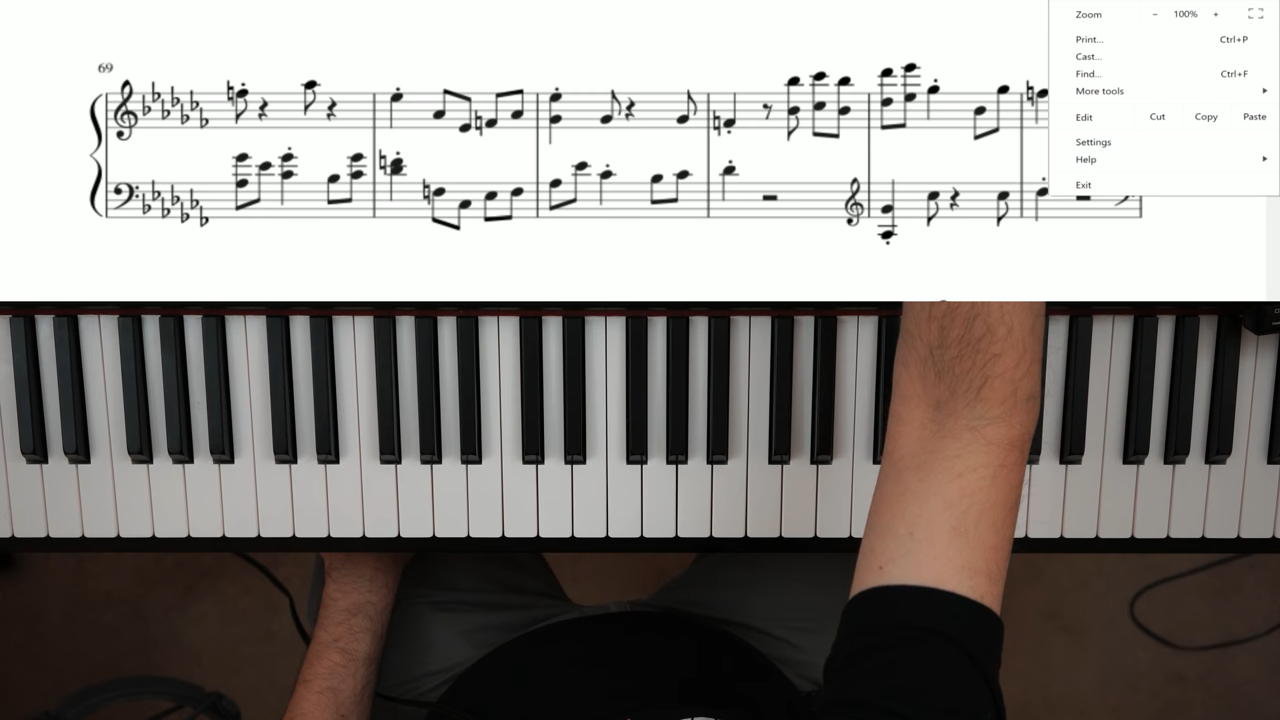 69
Zoom − 100% +
Print... Ctrl+P
Cast...
Find... Ctrl+F
More tools
Edit Cut Copy Paste
Settings
Help
Exit